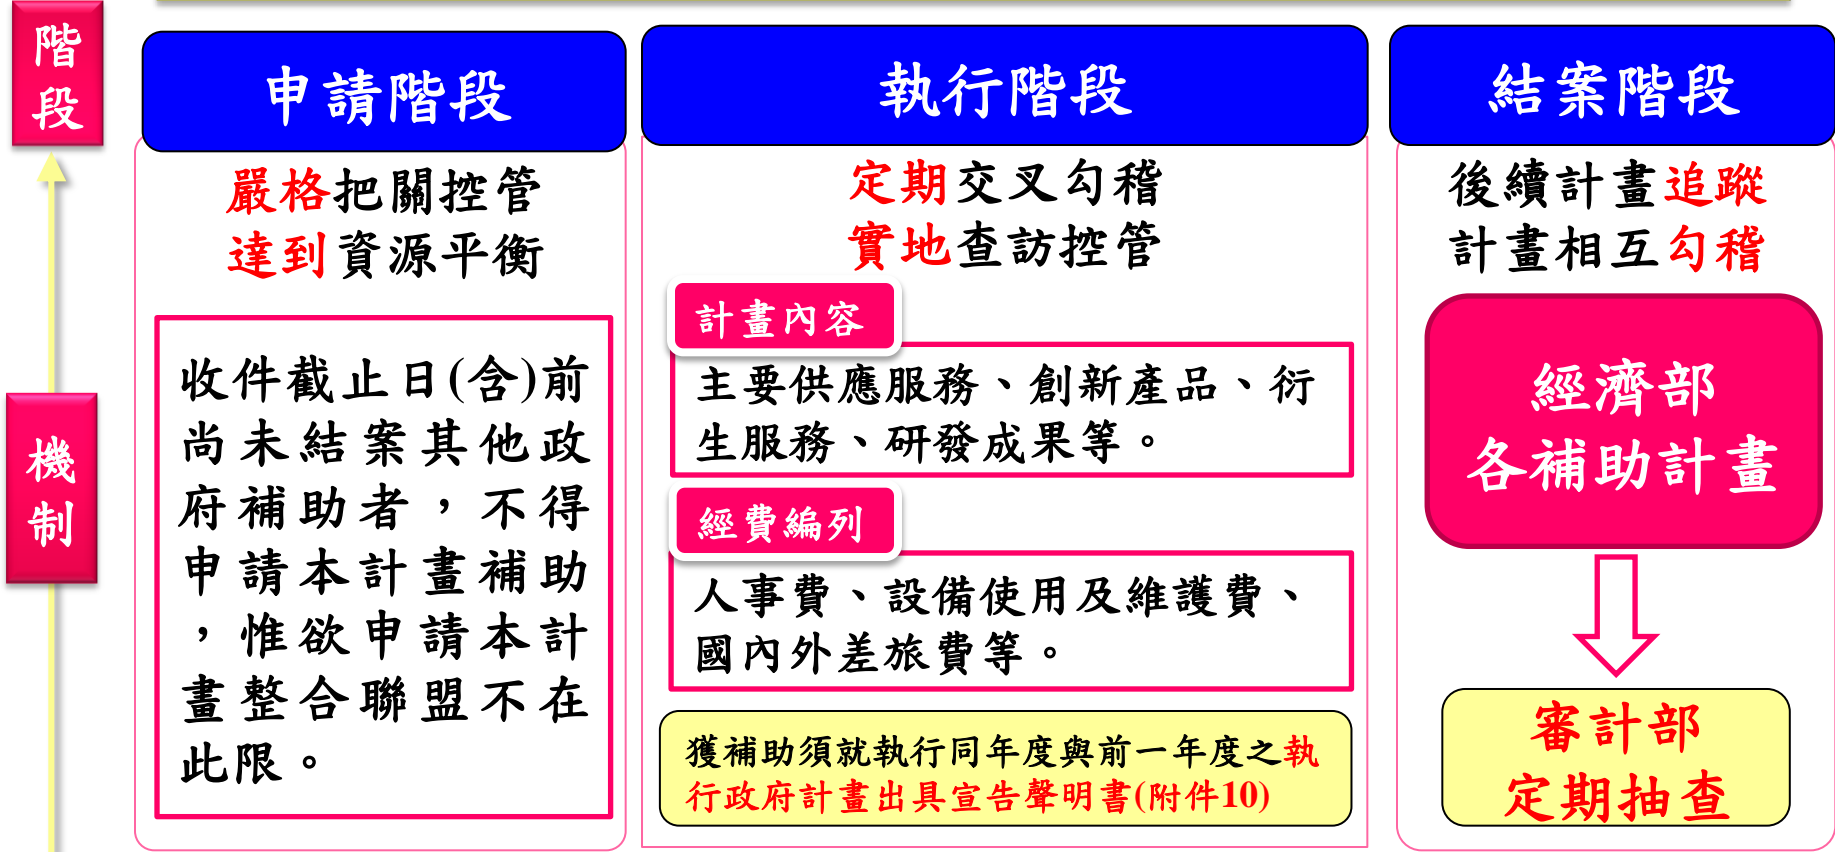 階
段
機
制
申請階段
嚴格把關控管
達到資源平衡
收件截止日(含)前
尚未結案其他政
府補助者，不得
申請本計畫補助
，惟欲申請本計
畫整合聯盟不在
此限。
執行階段
定期交叉勾稽
實地查訪控管
計畫內容
主要供應服務、創新產品、衍
生服務、研發成果等。
經費編列
人事費、設備使用及維護費、
國內外差旅費等。
獲補助須就執行同年度與前一年度之執
行政府計畫出具宣告聲明書(附件10)
結案階段
後續計畫追蹤
計畫相互勾稽
經濟部
各補助計畫
審計部
定期抽查